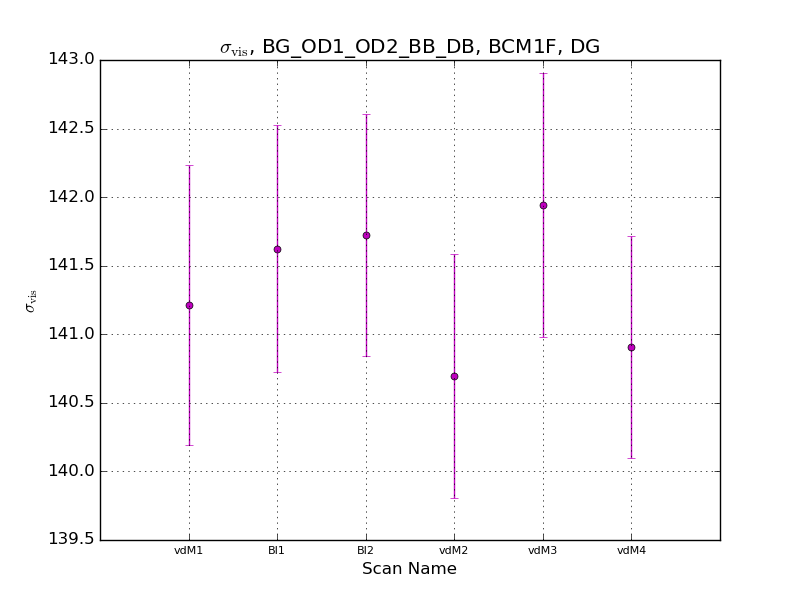 σvis, BG_OD1_OD2_BB_DB, BCM1F, DG
143.0
142.5
142.0
141.5
141.0
140.5
140.0
139.5
σvis
vdM1 BI1 BI2 vdM2 vdM3 vdM4
Scan Name